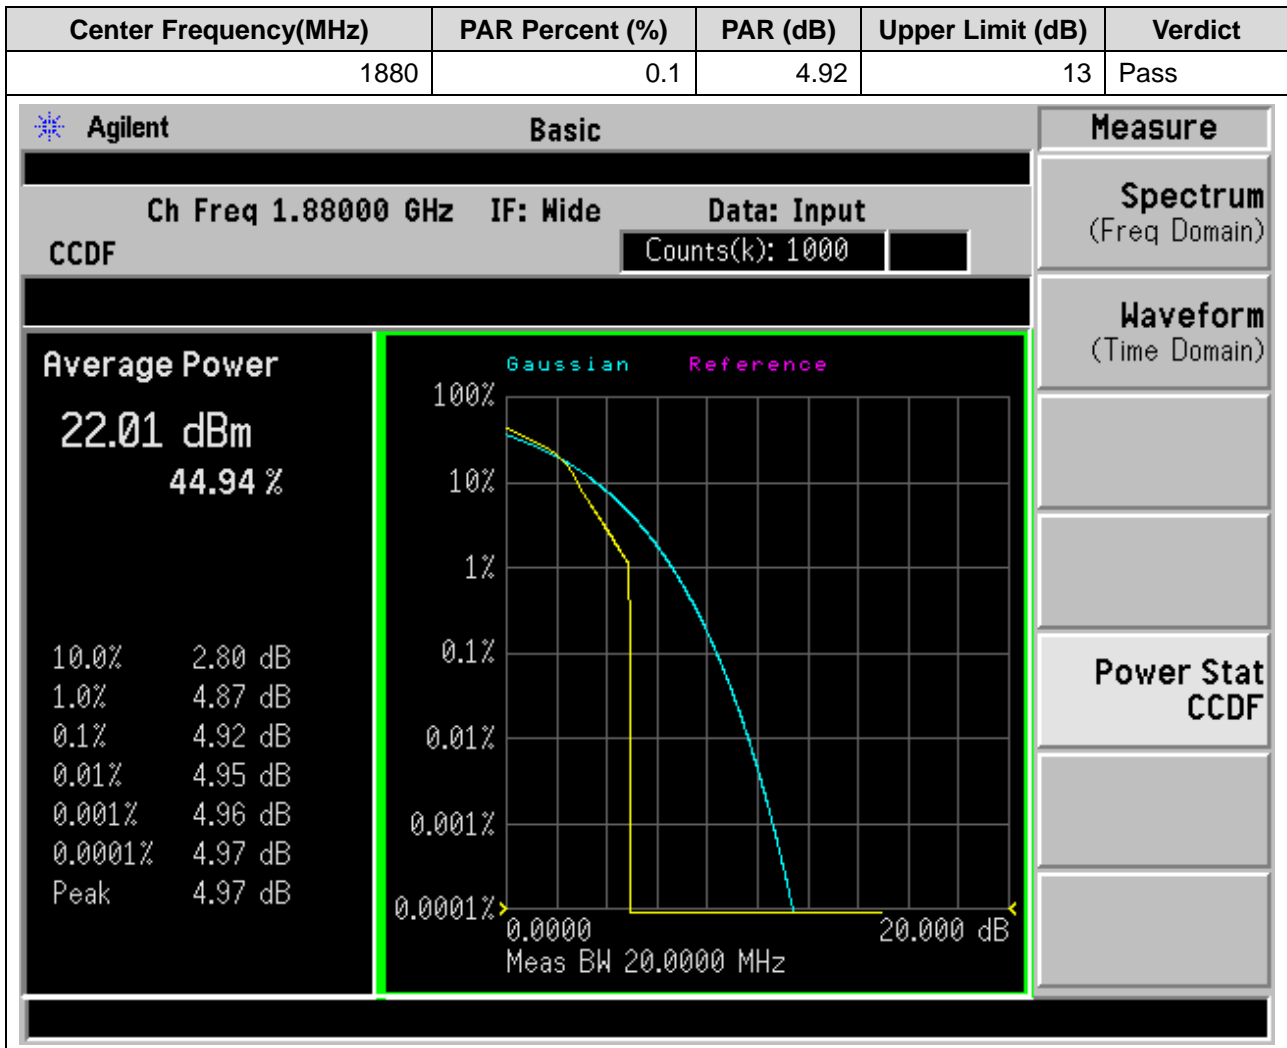 Center Frequency(MHz) PAR Percent (%) PAR (dB) Upper Limit (dB) Verdict
1880 0.1 4.92 13 Pass
Agilent Basic Measure
Ch Freq 1.88000 GHz IF: Wide Data: Input
CCDF Counts(k): 1000
Spectrum
(Freq Domain)
Waveform
(Time Domain)
Power Stat
CCDF
Average Power
22.01 dBm
44.94 %
10.0% 2.80 dB
1.0% 4.87 dB
0.1% 4.92 dB
0.01% 4.95 dB
0.001% 4.96 dB
0.0001% 4.97 dB
Peak 4.97 dB
Gaussian Reference
100%
10%
1%
0.1%
0.01%
0.001%
0.0001%
0.0000 20.000 dB
Meas BW 20.0000 MHz